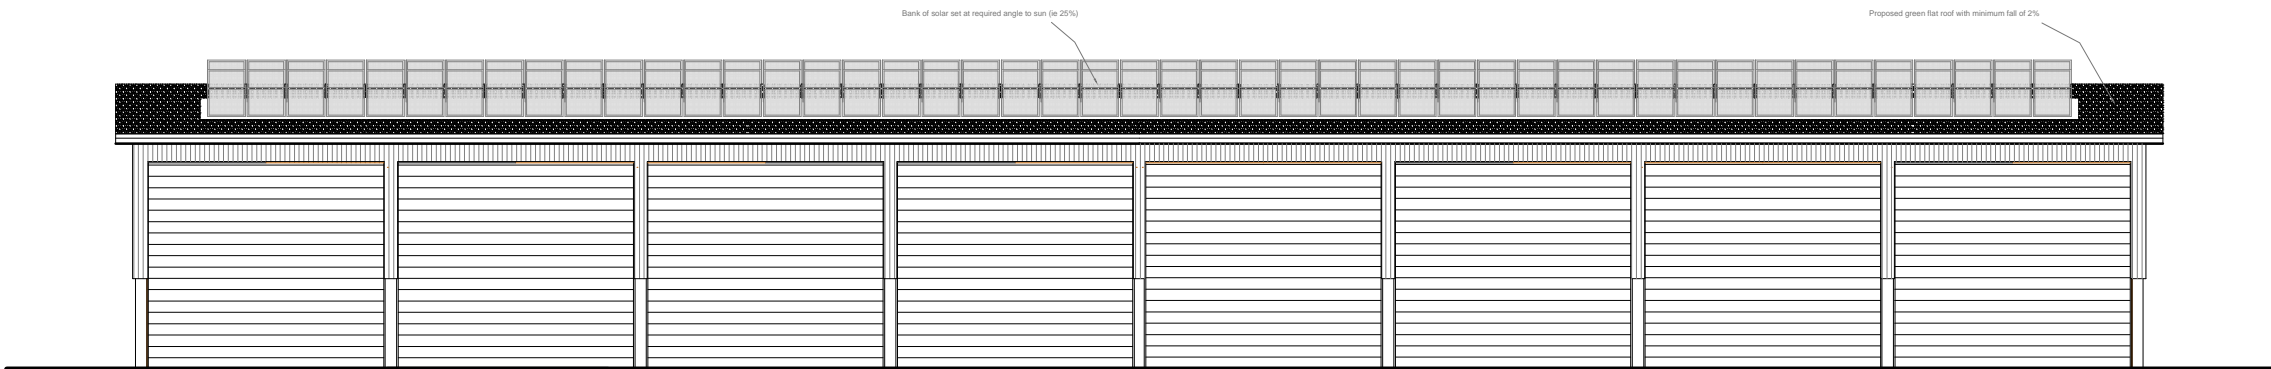 Bank of solar set at required angle to sun (ie 25%)
Proposed green flat roof with minimum fall of 2%